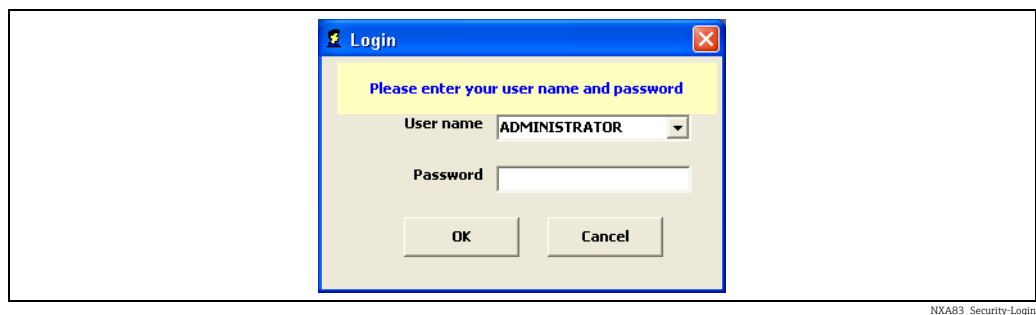 Login
Please enter your user name and password
User name ADMINISTRATOR
Password
OK Cancel
NXA83_Security-Login